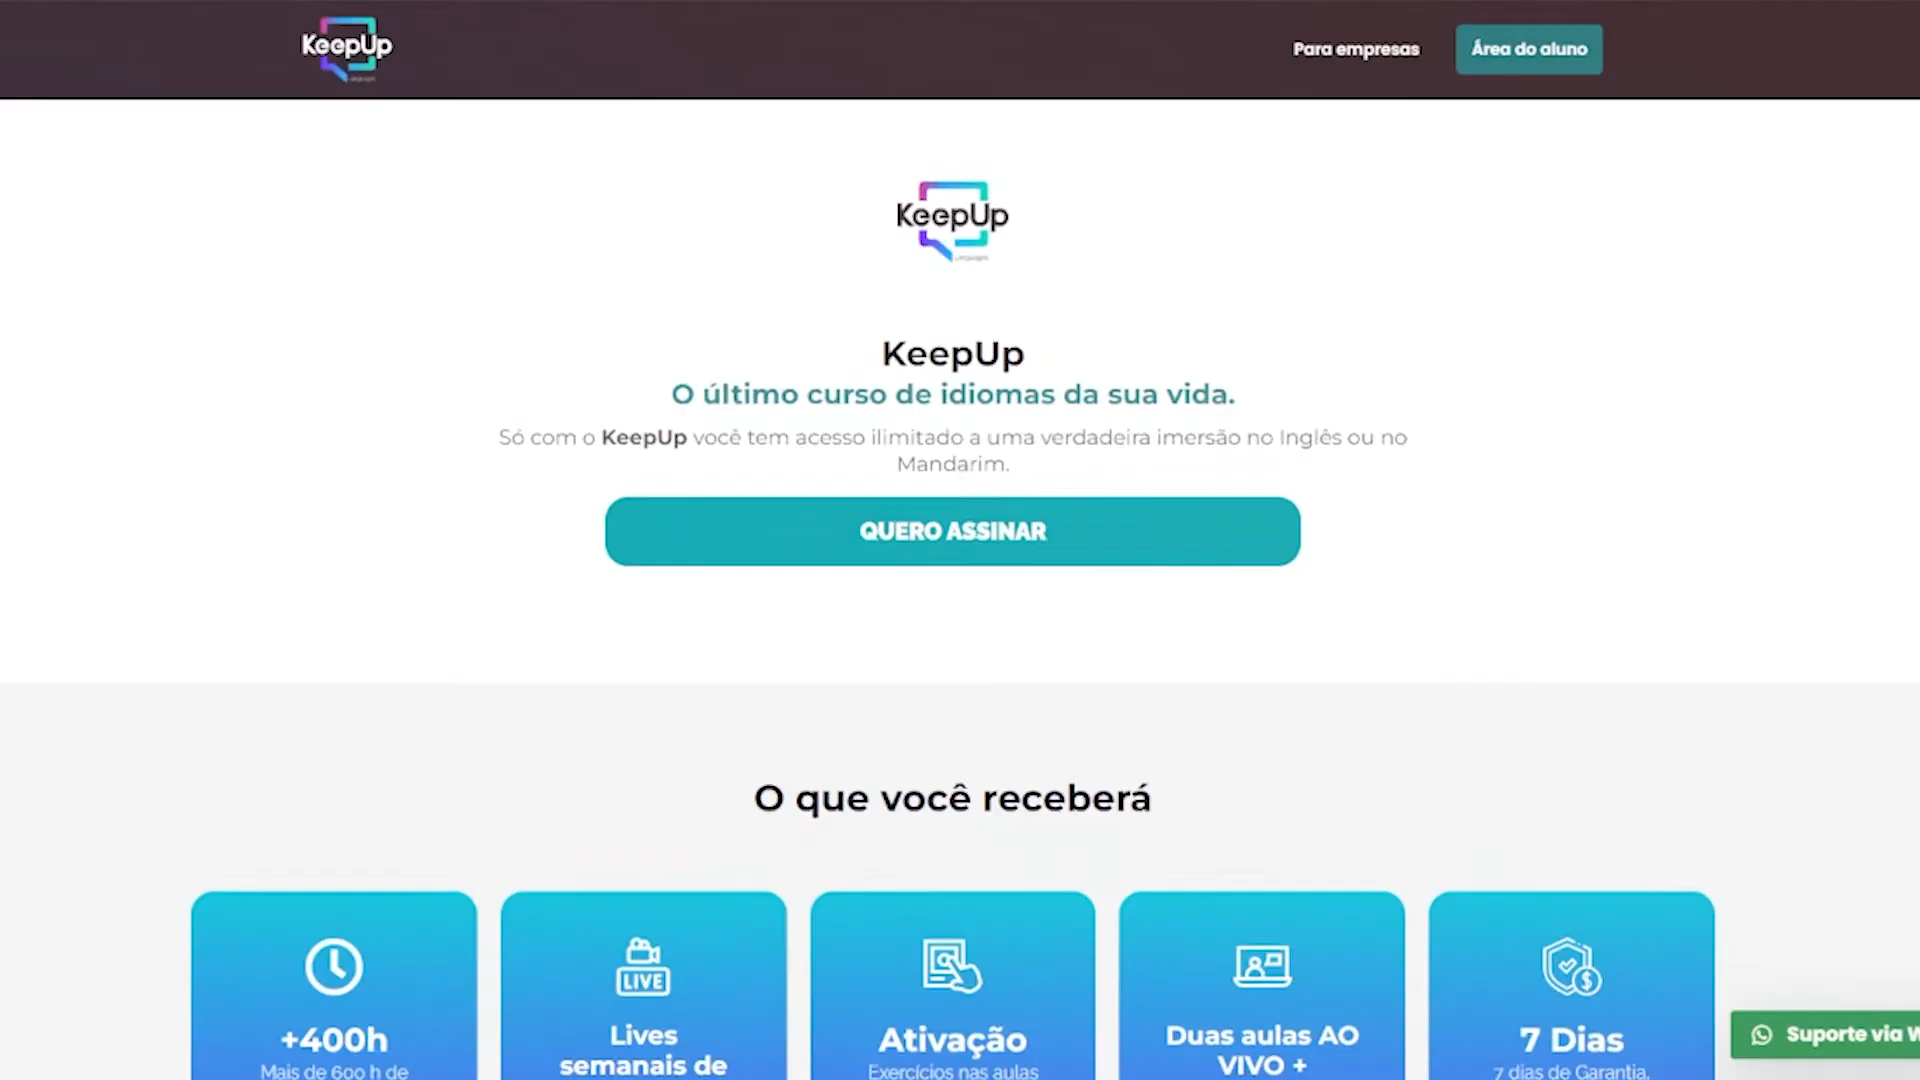 KeepUp
Para empresas
Área do aluno
KeepUp
KeepUp
O último curso de idiomas da sua vida.
Só com o KeepUp você tem acesso ilimitado a uma verdadeira imersão no Inglês ou no
Mandarim.
QUERO ASSINAR
O que você receberá
LIVE
+400h
Mais de 600 h de
Lives
semanais de
Ativação
Exercícios nas aulas
Duas aulas AO
VIVO +
7 Dias
7 dias de Garantia.
Suporte via W